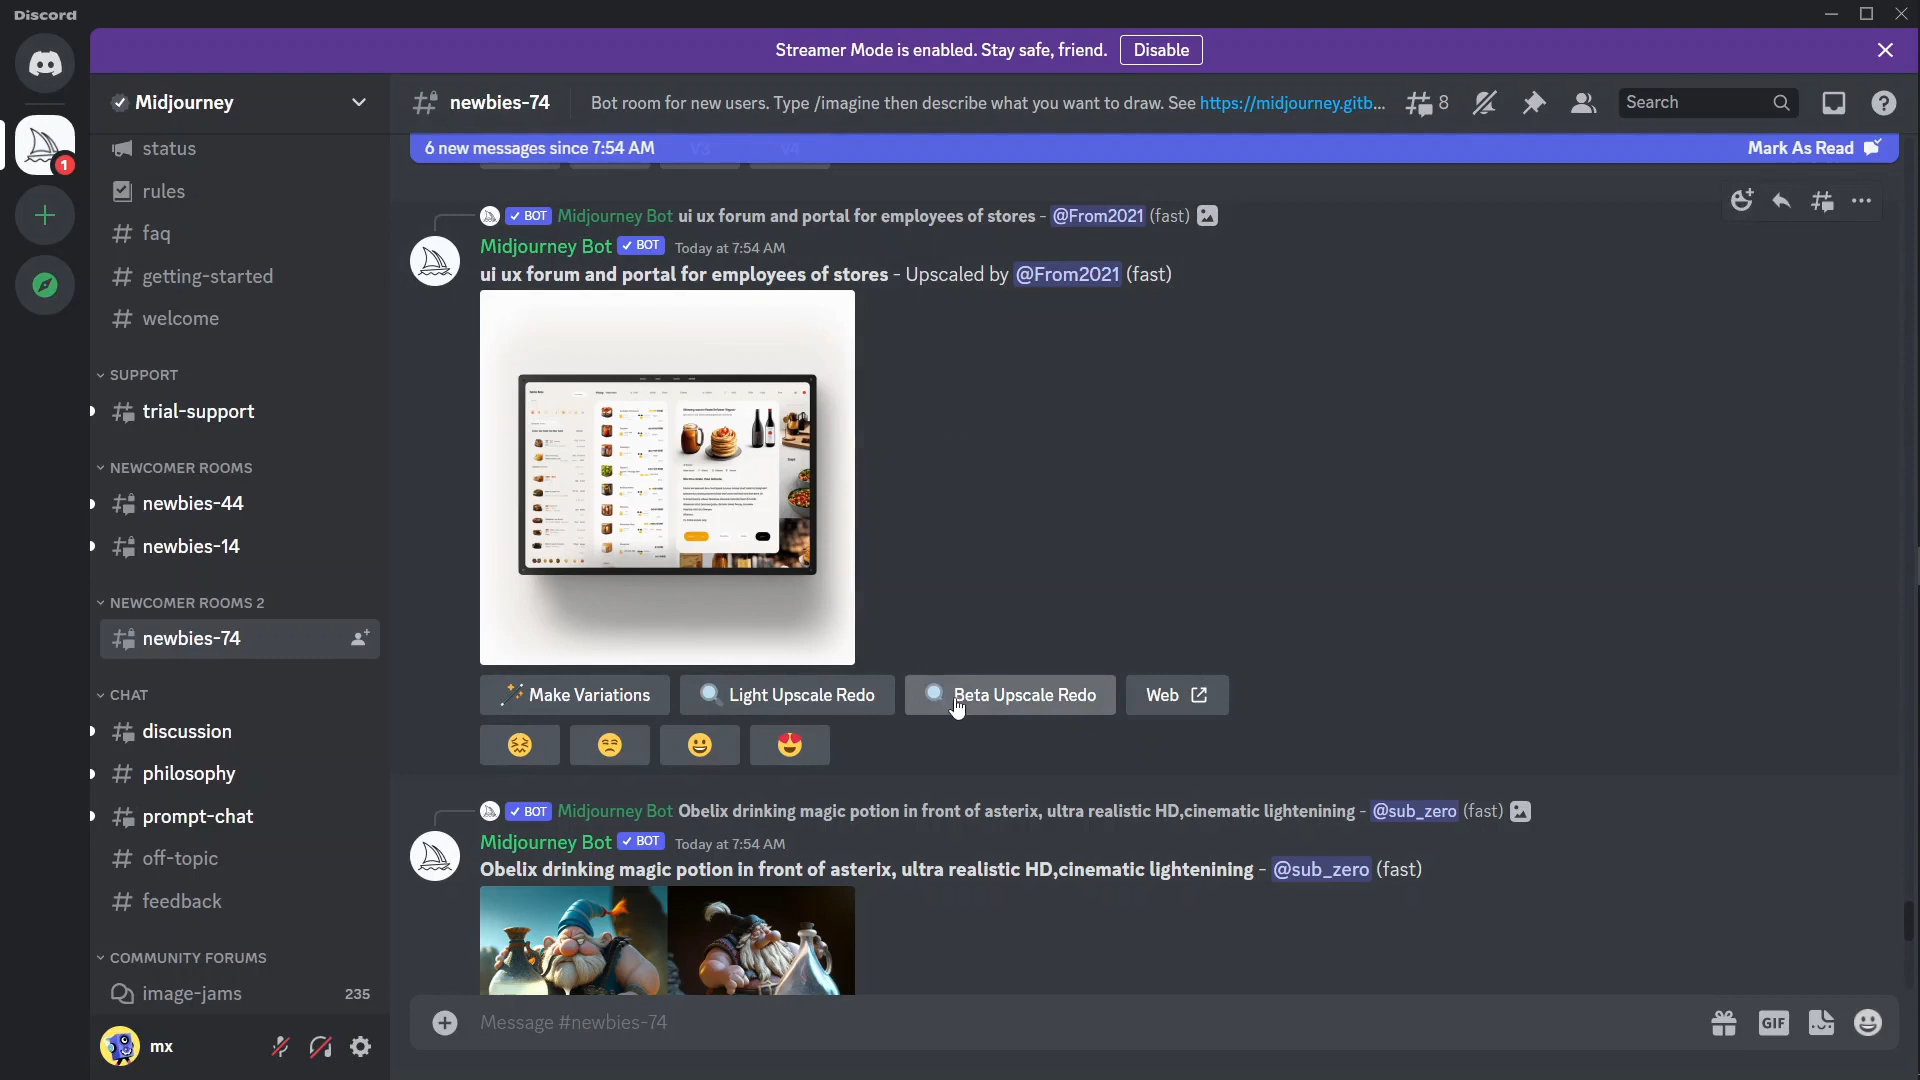 Discord
Streamer Mode is enabled. Stay safe, friend.
Disable
Midjourney
newbies-74
Bot room for new users. Type /imagine then describe what you want to draw. See https://midjourney.gitb...
8
Search
1
status
rules
faq
getting-started
welcome
SUPPORT
trial-support
NEWCOMER ROOMS
newbies-44
newbies-14
NEWCOMER ROOMS 2
newbies-74
CHAT
discussion
philosophy
prompt-chat
off-topic
feedback
COMMUNITY FORUMS
image-jams 235
mx
6 new messages since 7:54 AM
Mark As Read
BOT Midjourney Bot ui ux forum and portal for employees of stores - @From2021 (fast)
Midjourney Bot BOT Today at 7:54 AM
ui ux forum and portal for employees of stores - Upscaled by @From2021 (fast)
Make Variations
Light Upscale Redo
Beta Upscale Redo
Web
BOT Midjourney Bot Obelix drinking magic potion in front of asterix, ultra realistic HD,cinematic lightenining - @sub_zero (fast)
Midjourney Bot BOT Today at 7:54 AM
Obelix drinking magic potion in front of asterix, ultra realistic HD,cinematic lightenining - @sub_zero (fast)
Message #newbies-74
GIF